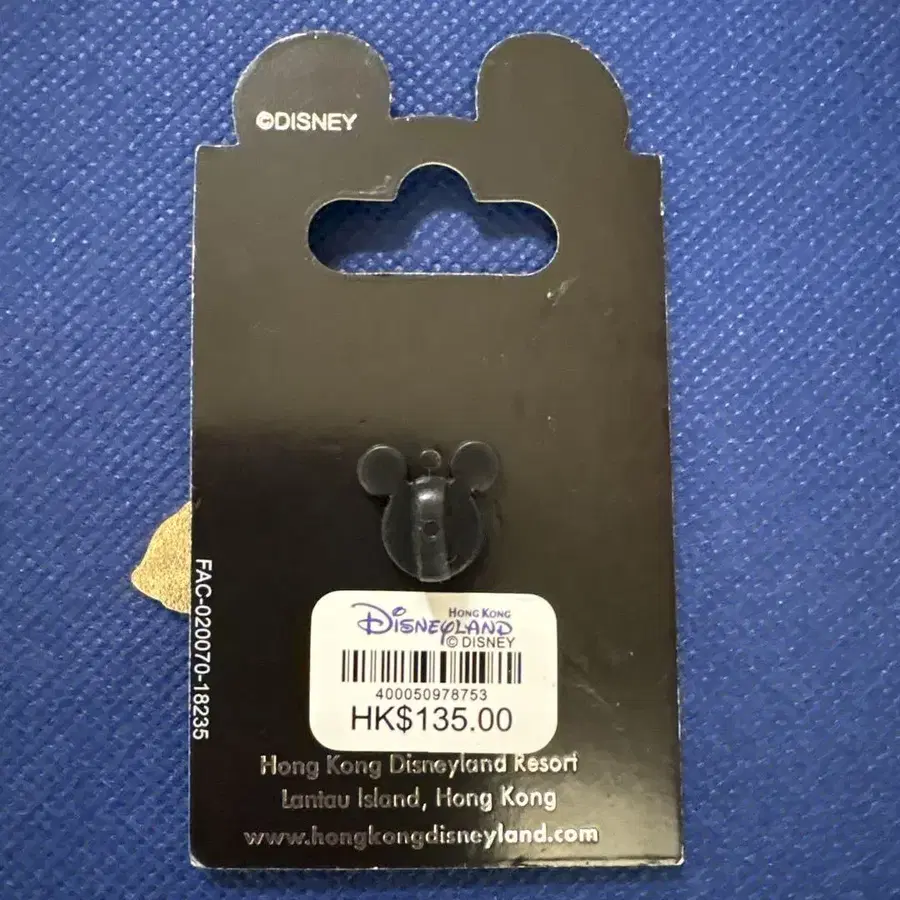 ©DISNEY
FAC-020070-18235
HONG KONG
DISNEYLAND
© DISNEY
400050978753
HK$135.00
Hong Kong Disneyland Resort
Lantau Island, Hong Kong
www.hongkongdisneyland.com